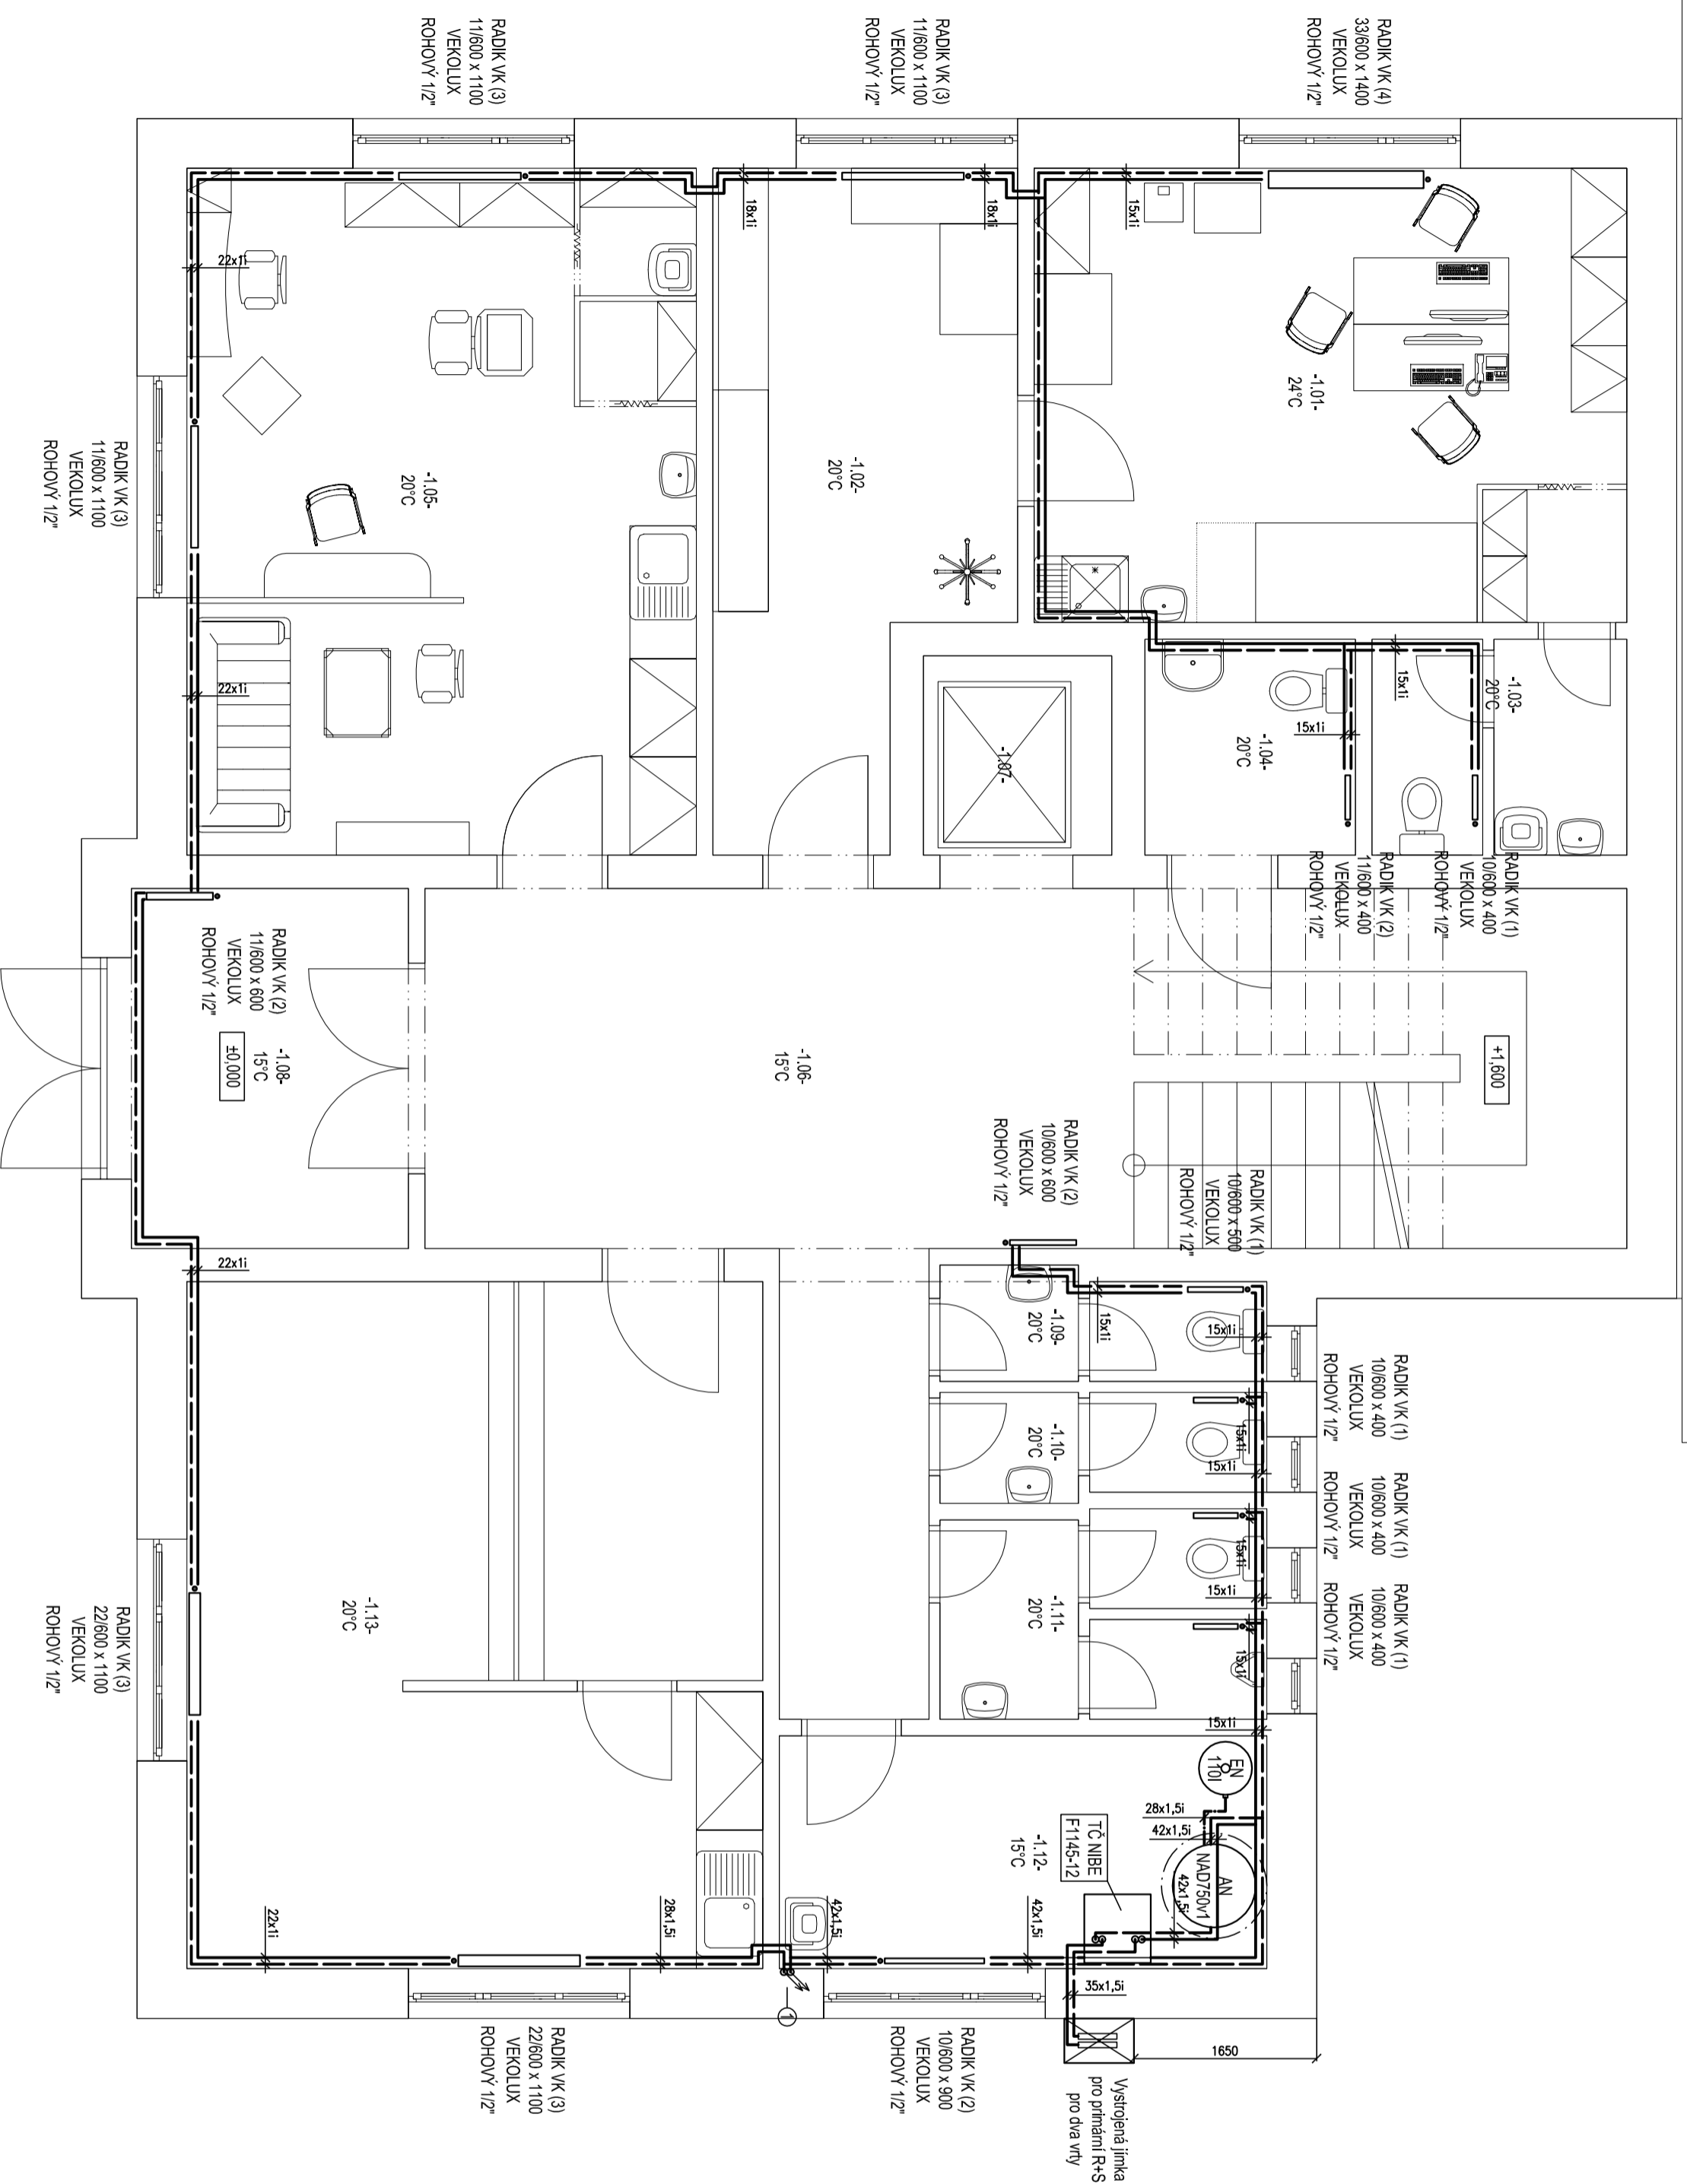 RADIK VK (3)
11/600 x 1100
VEKOLUX
ROHOVÝ 1/2"
RADIK VK (3)
11/600 x 1100
VEKOLUX
ROHOVÝ 1/2"
RADIK VK (4)
33/600 x 1400
VEKOLUX
ROHOVÝ 1/2"
18x1i
18x1i
15x1i
22x1i
-1.01-
24°C
-1.02-
20°C
-1.05-
20°C
RADIK VK (3)
11/600 x 1100
VEKOLUX
ROHOVÝ 1/2"
22x1i
15x1i
-1.03-
20°C
15x1i
-1.04-
20°C
-1.07-
RADIK VK (1)
10/600 x 400
VEKOLUX
ROHOVÝ 1/2"
RADIK VK (2)
11/600 x 400
VEKOLUX
ROHOVÝ 1/2"
RADIK VK (2)
11/600 x 600
VEKOLUX
ROHOVÝ 1/2"
-1.08-
15°C
±0,000
-1.06-
15°C
+1,600
RADIK VK (2)
10/600 x 600
VEKOLUX
ROHOVÝ 1/2"
RADIK VK (1)
10/600 x 500
VEKOLUX
ROHOVÝ 1/2"
22x1i
15x1i
15x1i
-1.09-
20°C
RADIK VK (1)
10/600 x 400
VEKOLUX
ROHOVÝ 1/2"
15x1i
15x1i
-1.10-
20°C
RADIK VK (1)
10/600 x 400
VEKOLUX
ROHOVÝ 1/2"
15x1i
15x1i
-1.11-
20°C
RADIK VK (1)
10/600 x 400
VEKOLUX
ROHOVÝ 1/2"
15x1i
15x1i
-1.13-
20°C
RADIK VK (3)
22/600 x 1100
VEKOLUX
ROHOVÝ 1/2"
EN
110l
28x1,5i
42x1,5i
TČ NIBE
F1145-12
-1.12-
15°C
AN
NAD750v1
42x1,5i
22x1i
28x1,5i
42x1,5i
42x1,5i
35x1,5i
1
1650
RADIK VK (3)
22/600 x 1100
VEKOLUX
ROHOVÝ 1/2"
RADIK VK (2)
10/600 x 900
VEKOLUX
ROHOVÝ 1/2"
Vystrojená jímka
pro primární R+S
pro dva vrty